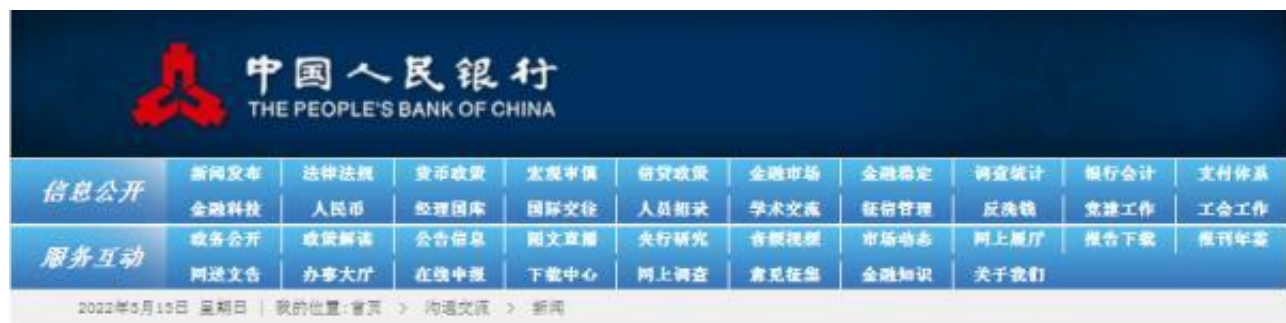 中国人民银行
THE PEOPLE'S BANK OF CHINA
信息公开 新闻发布 法律法规 货币政策 宏观审慎 信贷政策 金融市场 金融稳定 调查统计 银行会计 支付体系
金融科技 人民币 经理国库 国际交往 人员招录 学术交流 征信管理 反洗钱 党建工作 工会工作
服务互动 政务公开 政策解读 公告信息 图文直播 央行研究 音频视频 市场动态 网上展厅 报告下载 报刊年鉴
网送文告 办事大厅 在线申报 下载中心 网上调查 意见征集 金融知识 关于我们
2022年5月15日 星期日 | 我的位置:首页 > 沟通交流 > 新闻